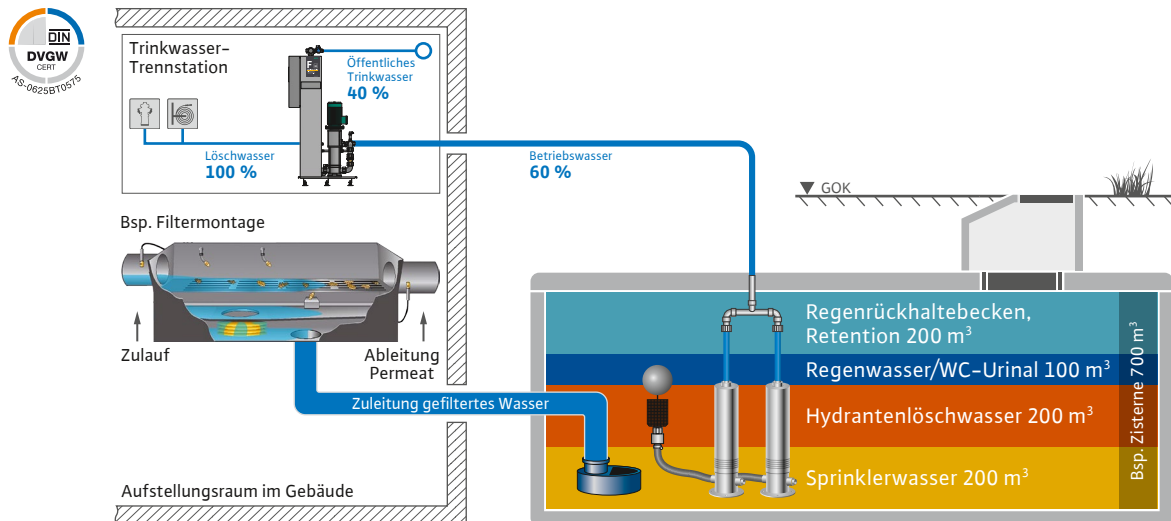 DIN
DVGW
CERT
AS-0625BT0575
Trinkwasser-
Trennstation
Öffentliches
Trinkwasser
40 %
Löschwasser
100 %
Betriebswasser
60 %
GOK
Bsp. Filtermontage
Zulauf
Ableitung
Permeat
Zuleitung gefiltertes Wasser
Aufstellungsraum im Gebäude
Regenrückhaltebecken,
Retention 200 m³
Regenwasser/WC-Urinal 100 m³
Hydrantenlöschwasser 200 m³
Sprinklerwasser 200 m³
Bsp. Zisterne 700 m³